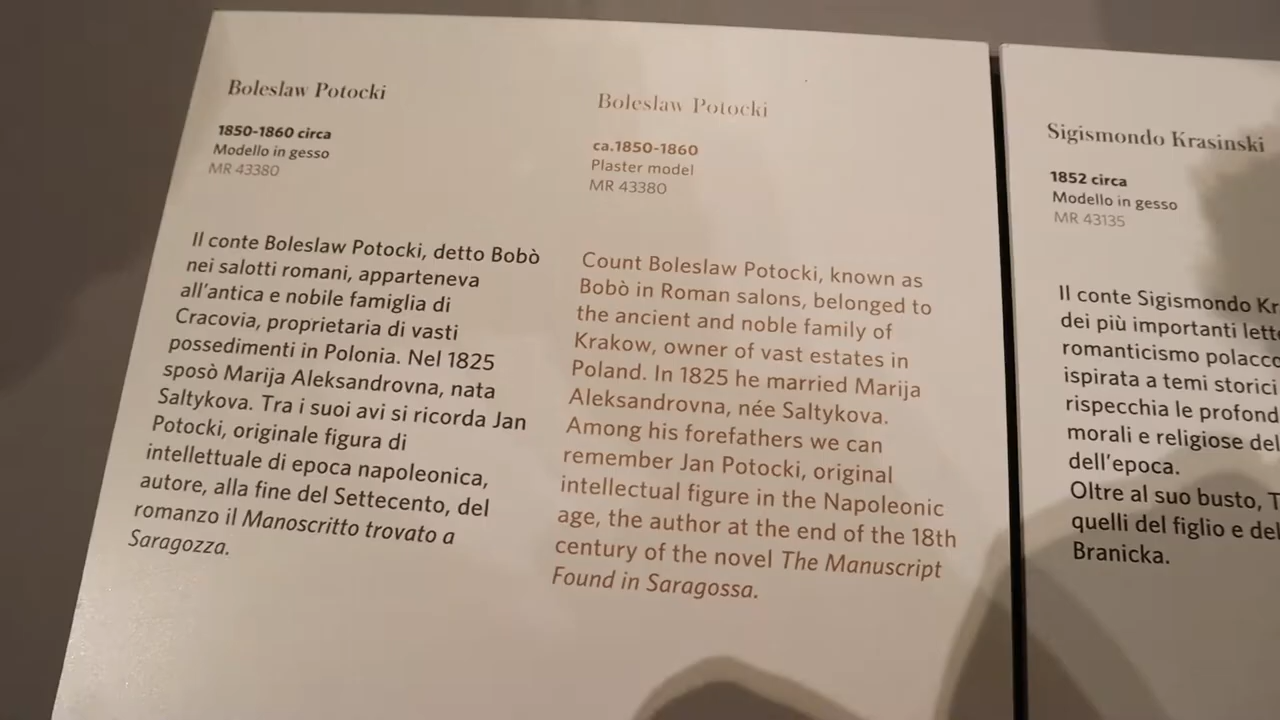 Boleslaw Potocki
1850-1860 circa
Modello in gesso
MR 43380
Il conte Boleslaw Potocki, detto Bobò
nei salotti romani, apparteneva
all'antica e nobile famiglia di
Cracovia, proprietaria di vasti
possedimenti in Polonia. Nel 1825
sposò Marija Aleksandrovna, nata
Saltykova. Tra i suoi avi si ricorda Jan
Potocki, originale figura di
intellettuale di epoca napoleonica,
autore, alla fine del Settecento, del
romanzo il Manoscritto trovato a
Saragozza.
Boleslaw Potocki
ca.1850-1860
Plaster model
MR 43380
Count Boleslaw Potocki, known as
Bobò in Roman salons, belonged to
the ancient and noble family of
Krakow, owner of vast estates in
Poland. In 1825 he married Marija
Aleksandrovna, née Saltykova.
Among his forefathers we can
remember Jan Potocki, original
intellectual figure in the Napoleonic
age, the author at the end of the 18th
century of the novel The Manuscript
Found in Saragossa.
Sigismondo Krasinski
1852 circa
Modello in gesso
MR 43135
Il conte Sigismondo
dei più importanti
romanticismo polacco
ispirata a temi storici
rispecchia le
morali e religiose
dell'epoca.
Oltre al suo busto,
quelli del figlio e
Branicka.